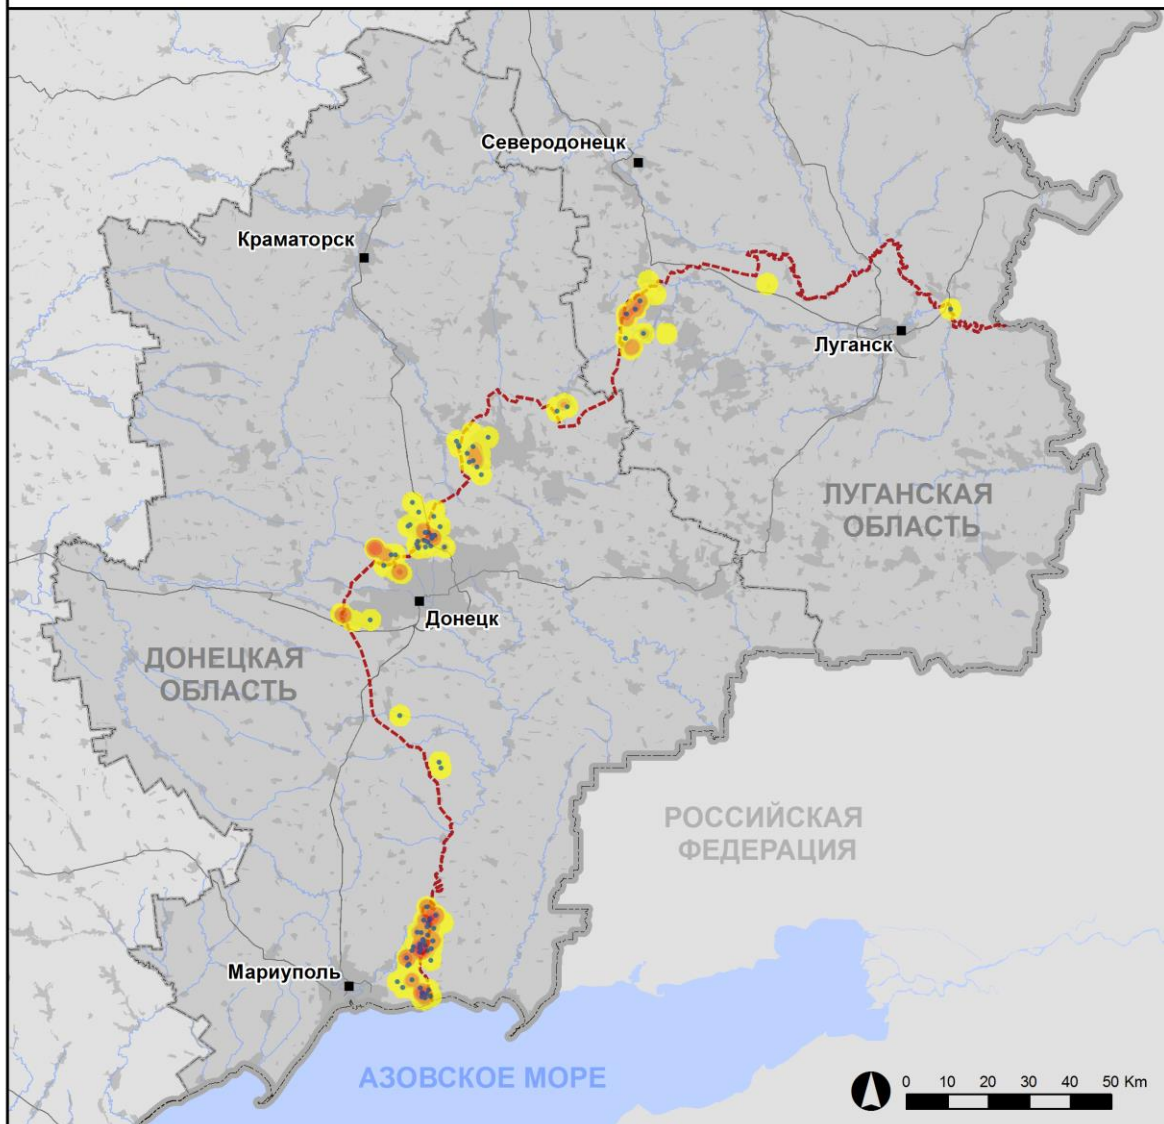 Северодонецк
Краматорск
Луганск
ЛУГАНСКАЯ
ОБЛАСТЬ
Донецк
ДОНЕЦКАЯ
ОБЛАСТЬ
РОССИЙСКАЯ
ФЕДЕРАЦИЯ
Мариуполь
АЗОВСКОЕ МОРЕ
0 10 20 30 40 50 Km